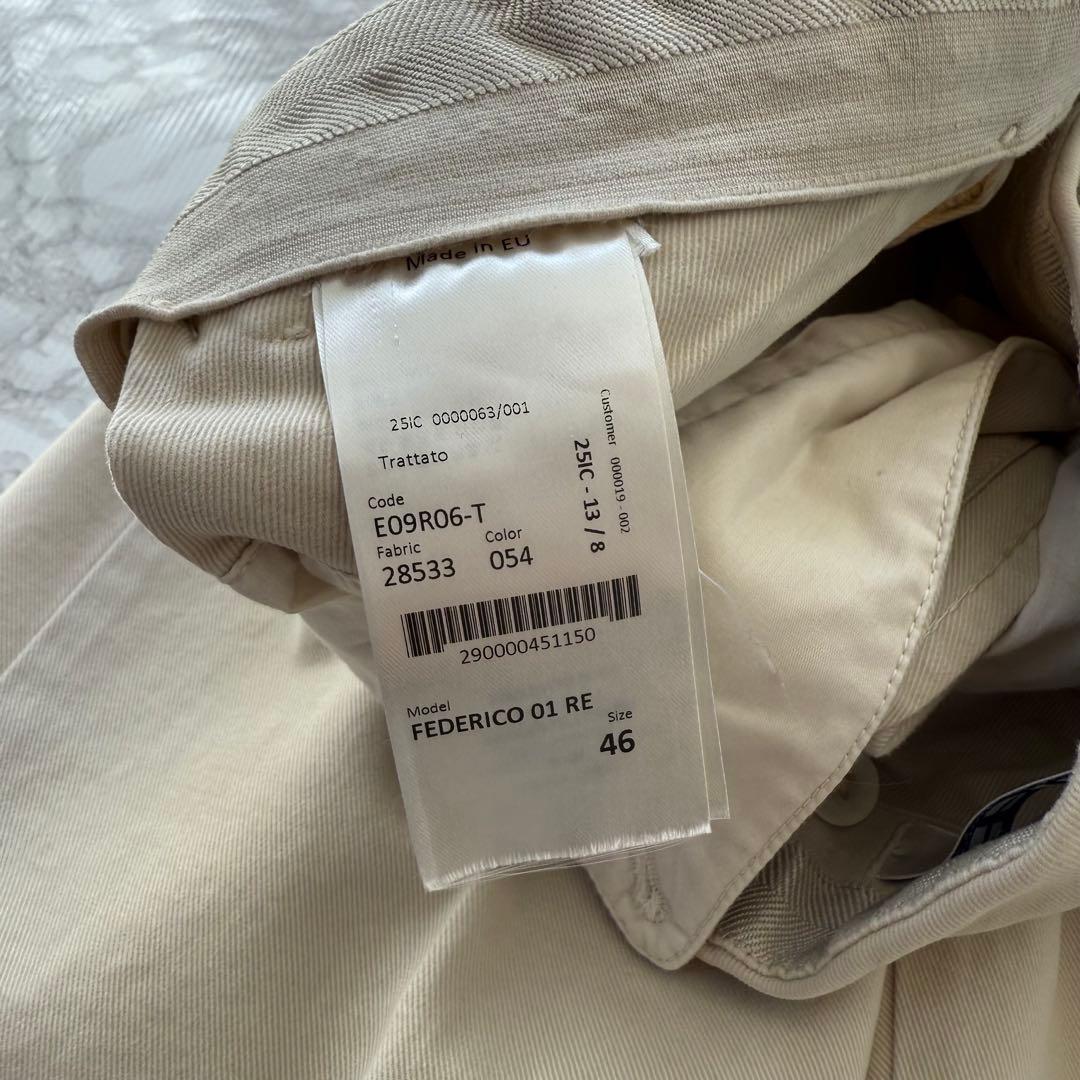 Made in EU
25IC 0000063/001
Trattato
Customer 000019 - 002
25IC - 13 / 8
Code
E09R06-T
Fabric Color
28533 054
290000451150
Model
FEDERICO 01 RE
Size
46